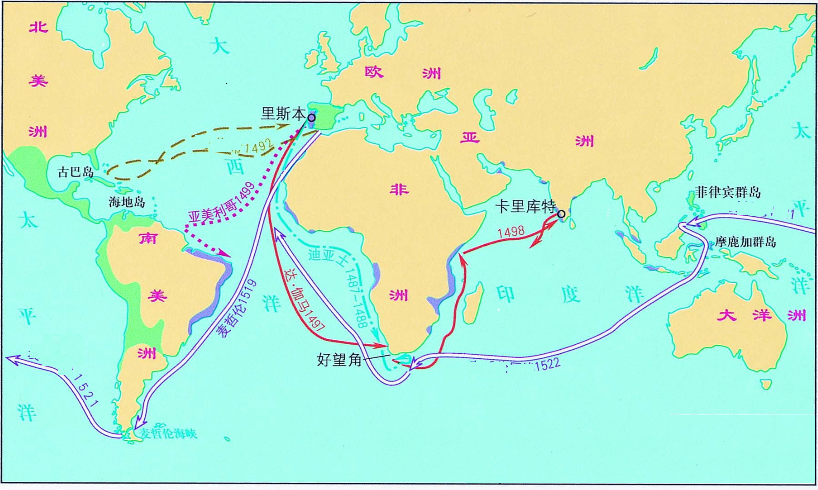 北美洲
大
西
洋
欧洲
亚洲
太
平
洋
里斯本
1492
古巴岛
海地岛
亚美利哥1499
非洲
卡里库特
1498
菲律宾群岛
摩鹿加群岛
太
平
洋
南美洲
麦哲伦1519
达·伽马1497
迪亚士1487-1488
印度洋
大洋洲
好望角
1522
1521
麦哲伦海峡